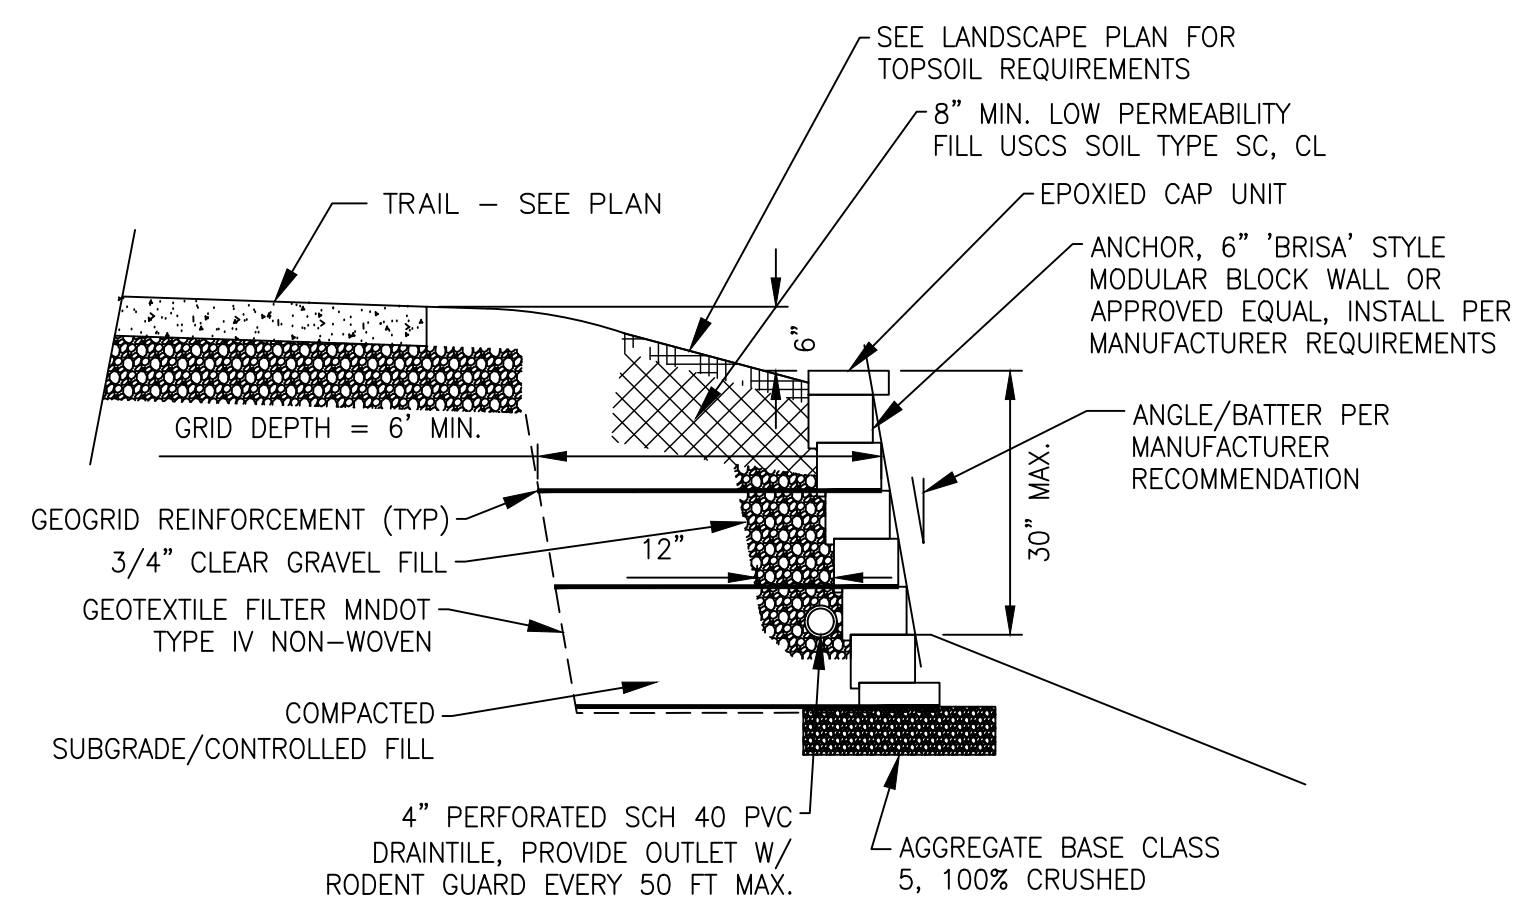 SEE LANDSCAPE PLAN FOR
TOPSOIL REQUIREMENTS
8" MIN. LOW PERMEABILITY
FILL USCS SOIL TYPE SC, CL
EPOXIED CAP UNIT
TRAIL - SEE PLAN
ANCHOR, 6" 'BRISA' STYLE
MODULAR BLOCK WALL OR
APPROVED EQUAL, INSTALL PER
MANUFACTURER REQUIREMENTS
6"
GRID DEPTH = 6' MIN.
ANGLE/BATTER PER
MANUFACTURER
RECOMMENDATION
30" MAX.
GEOGRID REINFORCEMENT (TYP)
3/4" CLEAR GRAVEL FILL
12"
GEOTEXTILE FILTER MNDOT
TYPE IV NON-WOVEN
COMPACTED
SUBGRADE/CONTROLLED FILL
4" PERFORATED SCH 40 PVC
DRAINTILE, PROVIDE OUTLET W/
RODENT GUARD EVERY 50 FT MAX.
AGGREGATE BASE CLASS
5, 100% CRUSHED